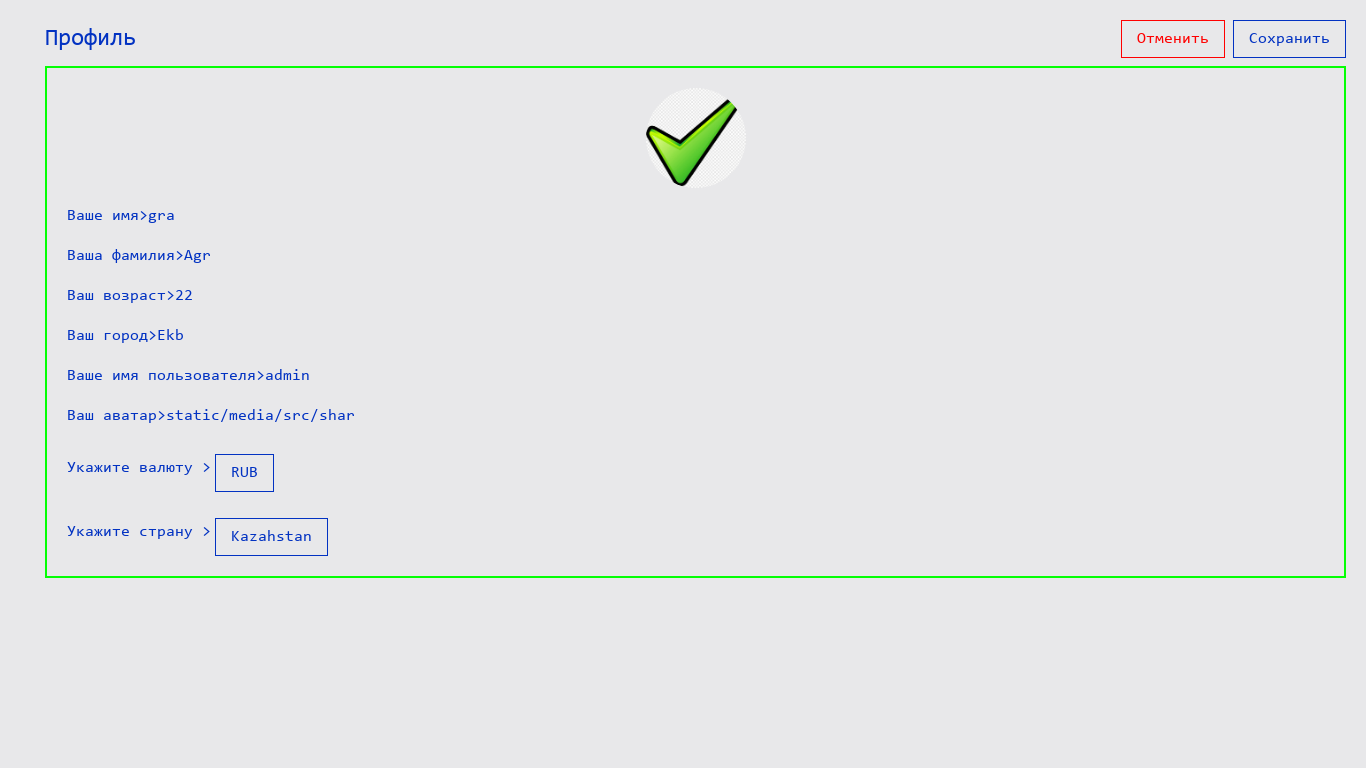 Профиль
Отменить
Сохранить
Ваше имя>gra
Ваша фамилия>Agr
Ваш возраст>22
Ваш город>Ekb
Ваше имя пользователя>admin
Ваш аватар>static/media/src/shar
Укажите валюту > RUB
Укажите страну > Kazahstan